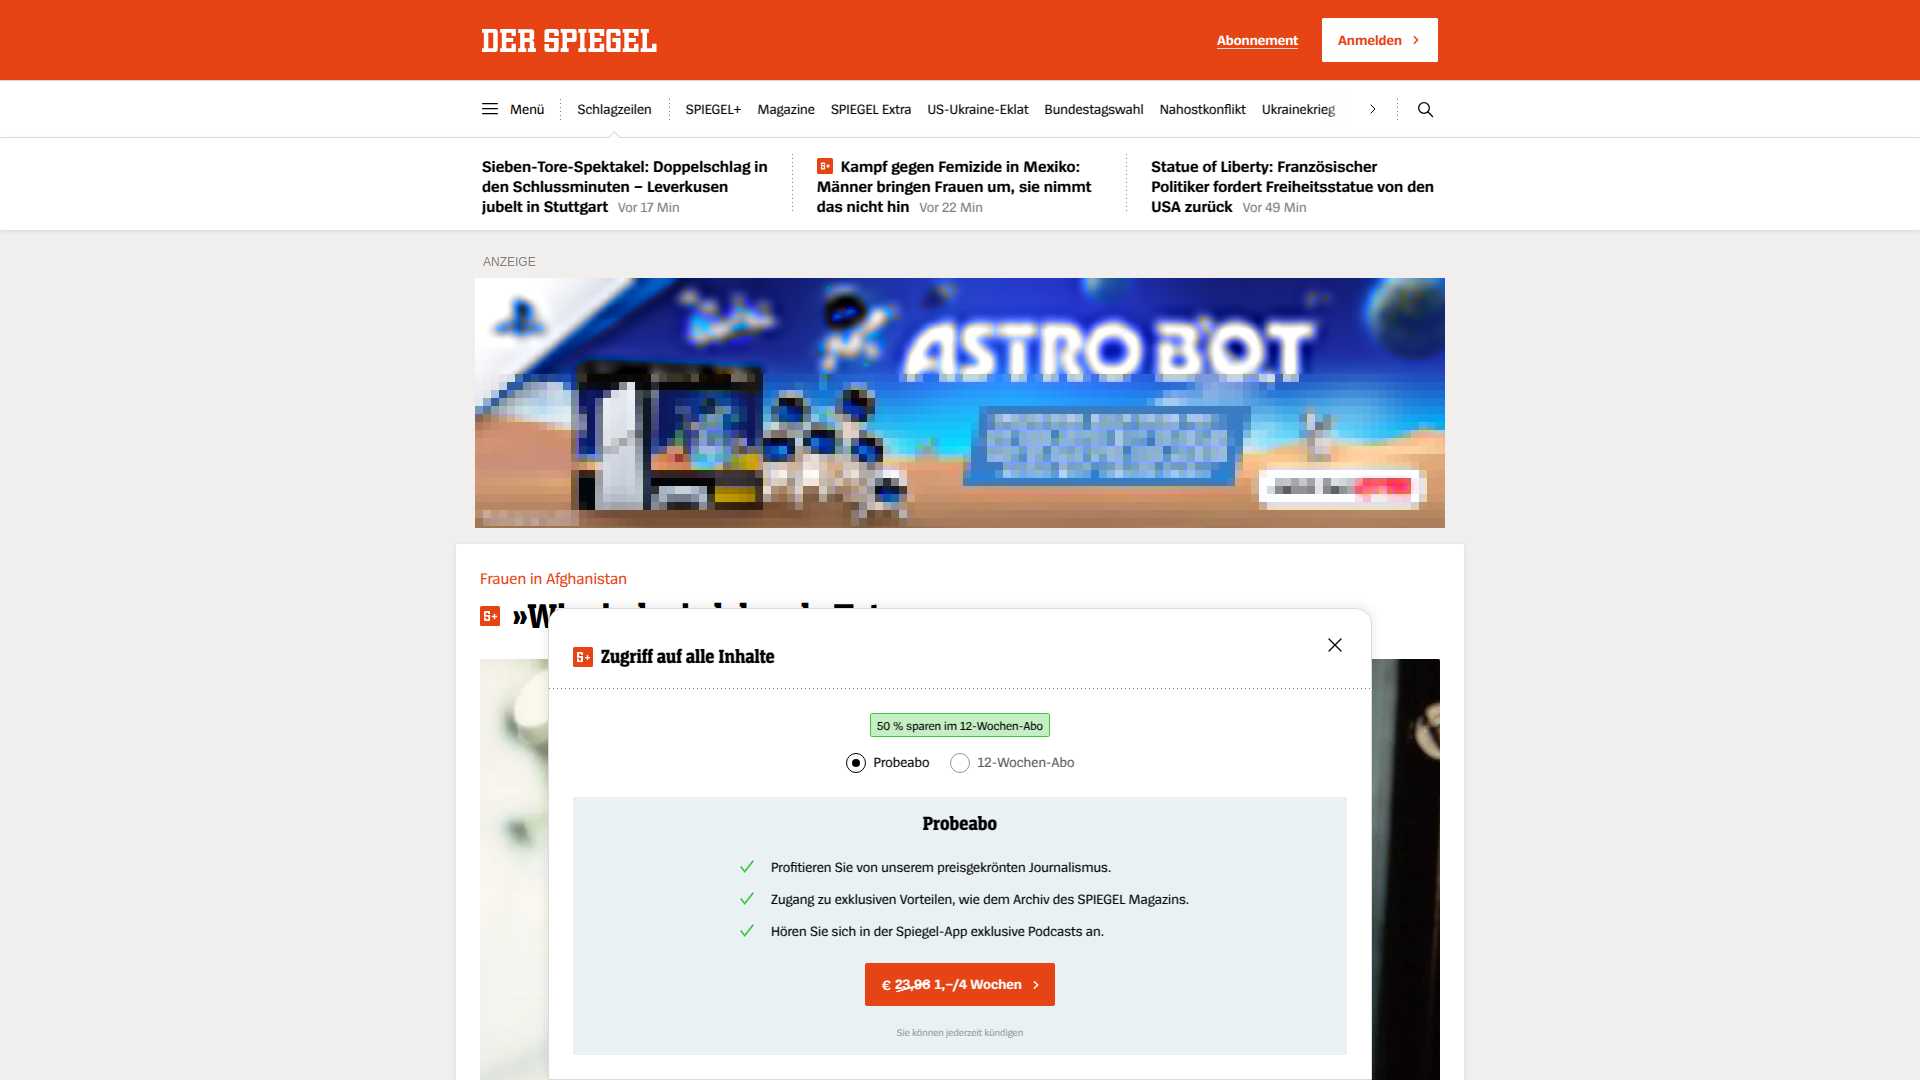 DER SPIEGEL
Abonnement
Anmelden
Menü
Schlagzeilen
SPIEGEL+
Magazine
SPIEGEL Extra
US-Ukraine-Eklat
Bundestagswahl
Nahostkonflikt
Ukrainekrieg
Sieben-Tore-Spektakel: Doppelschlag in
den Schlussminuten – Leverkusen
jubelt in Stuttgart Vor 17 Min
Kampf gegen Femizide in Mexiko:
Männer bringen Frauen um, sie nimmt
das nicht hin Vor 22 Min
Statue of Liberty: Französischer
Politiker fordert Freiheitsstatue von den
USA zurück Vor 49 Min
ANZEIGE
ASTRO BOT
Frauen in Afghanistan
Zugriff auf alle Inhalte
50 % sparen im 12-Wochen-Abo
Probeabo
12-Wochen-Abo
Probeabo
Profitieren Sie von unserem preisgekrönten Journalismus.
Zugang zu exklusiven Vorteilen, wie dem Archiv des SPIEGEL Magazins.
Hören Sie sich in der Spiegel-App exklusive Podcasts an.
€ 23,96 1,–/4 Wochen
Sie können jederzeit kündigen